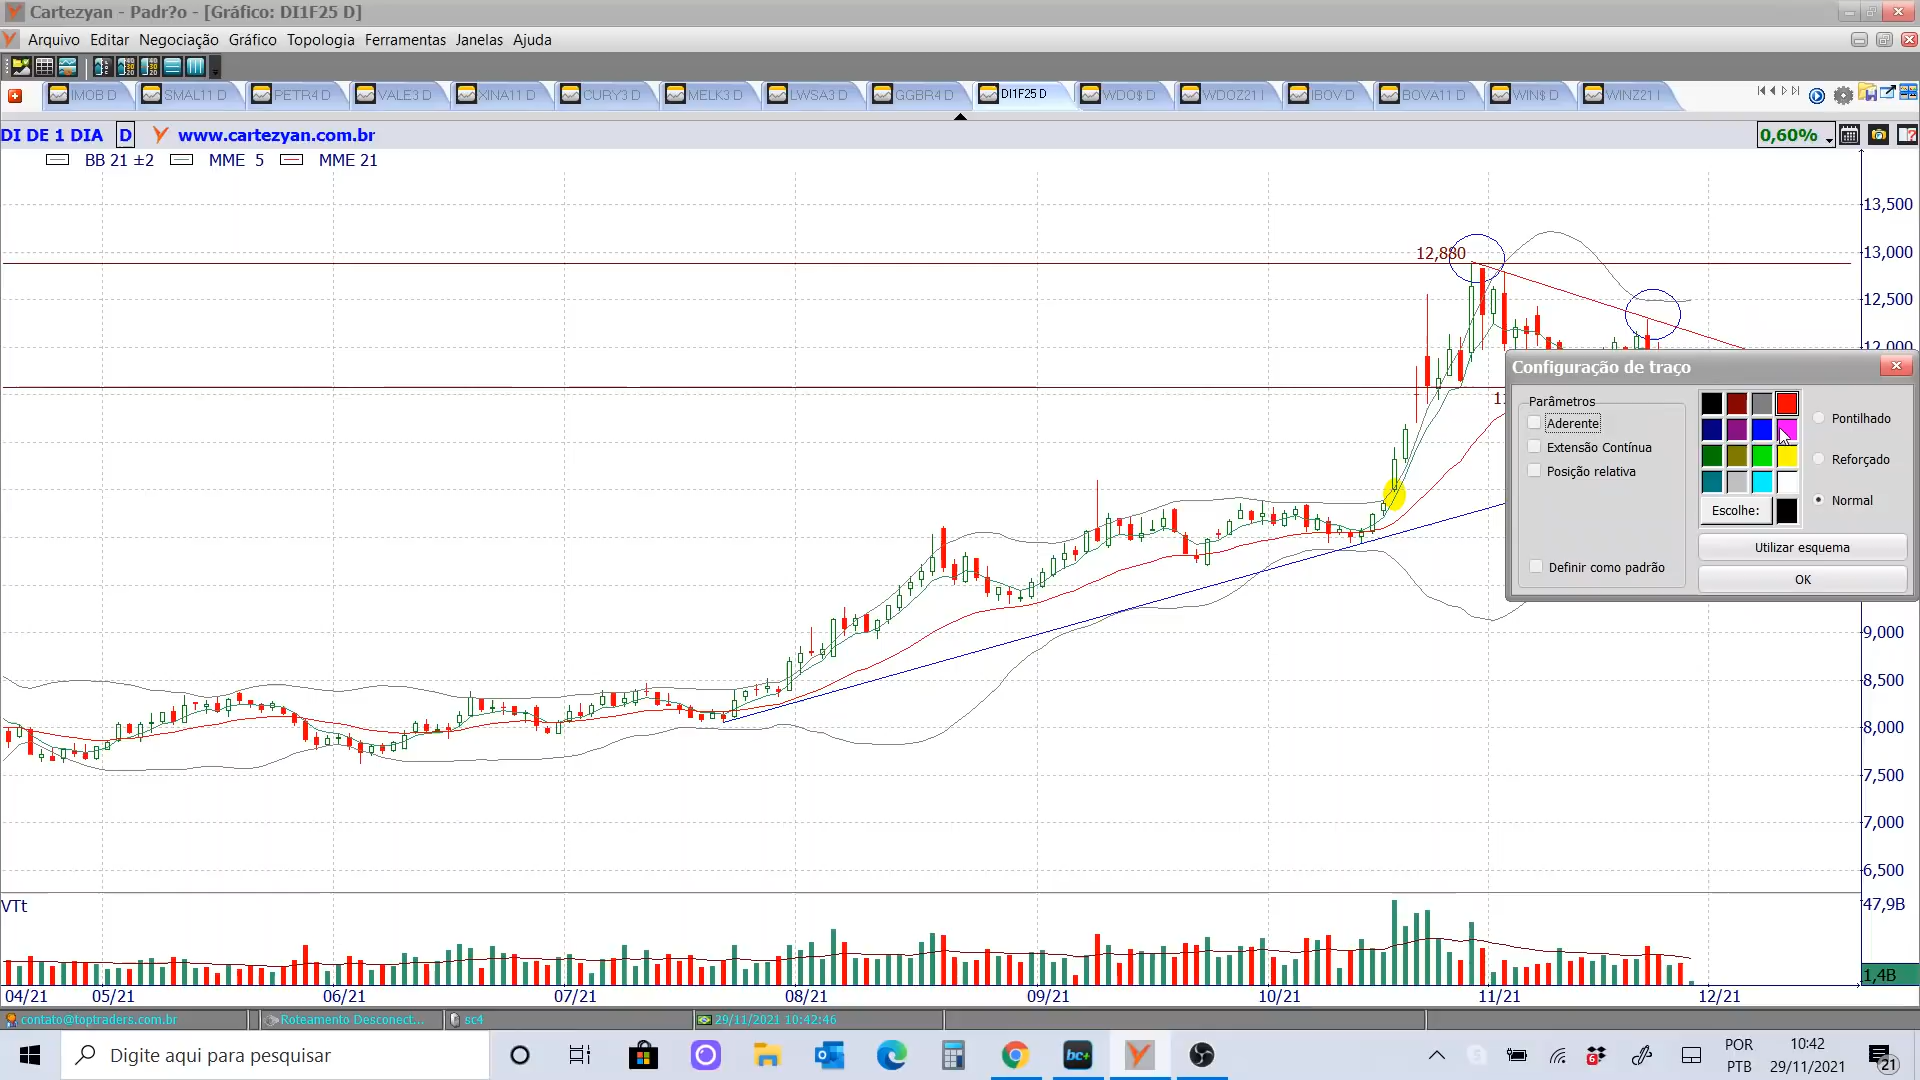 Cartezyan - Padr?o - [Gráfico: DI1F25 D]
Arquivo Editar Negociação Gráfico Topologia Ferramentas Janelas Ajuda
IMOB D SMAL11 D PETR4 D VALE3 D XINA11 D CURY3 D MELK3 D LWSA3 D GGBR4 D DI1F25 D WDO$ D WDOZ21 I IBOV D BOVA11 D WIN$ D WINZ21 I
DI DE 1 DIA D www.cartezyan.com.br 0,60%
BB 21 ±2 MME 5 MME 21
13,500
12,880 13,000
12,500
12,000
Configuração de traço
Parâmetros
Aderente
Extensão Contínua
Posição relativa
Definir como padrão
Pontilhado
Reforçado
Normal
Escolhe:
Utilizar esquema
OK
9,000
8,500
8,000
7,500
7,000
6,500
VTt 47,9B
1,4B
04/21 05/21 06/21 07/21 08/21 09/21 10/21 11/21 12/21
contato@toptraders.com.br Roteamento Desconect... sc4 29/11/2021 10:42:46
Digite aqui para pesquisar
bc+
6
POR
PTB
10:42
29/11/2021
21